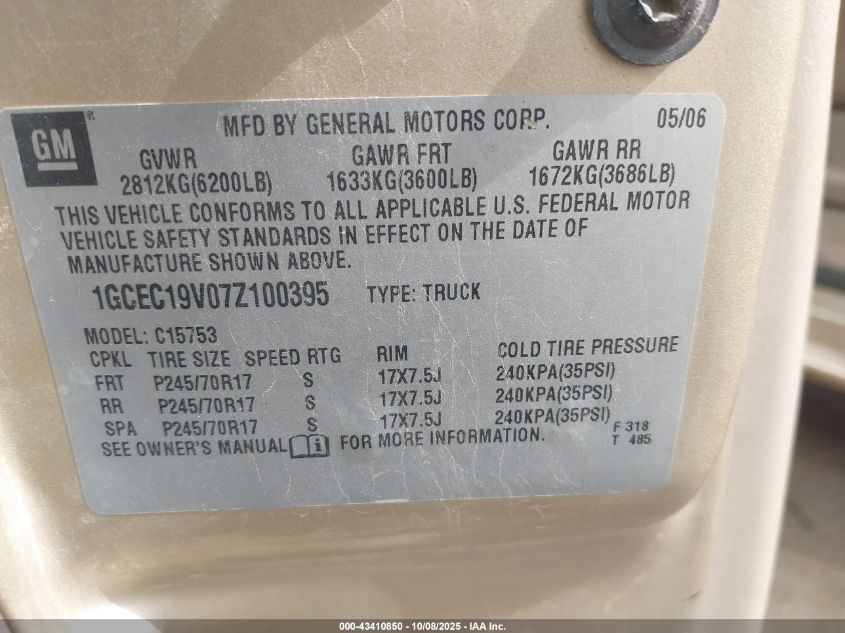 GM ®
MFD BY GENERAL MOTORS CORP. 05/06
GVWR GAWR FRT GAWR RR
2812KG(6200LB) 1633KG(3600LB) 1672KG(3686LB)
THIS VEHICLE CONFORMS TO ALL APPLICABLE U.S. FEDERAL MOTOR
VEHICLE SAFETY STANDARDS IN EFFECT ON THE DATE OF
MANUFACTURE SHOWN ABOVE.
1GCEC19V07Z100395 TYPE: TRUCK
MODEL: C15753
CPKL TIRE SIZE SPEED RTG RIM COLD TIRE PRESSURE
FRT P245/70R17 S 17X7.5J 240KPA(35PSI)
RR P245/70R17 S 17X7.5J 240KPA(35PSI)
SPA P245/70R17 S 17X7.5J 240KPA(35PSI)
SEE OWNER'S MANUAL i FOR MORE INFORMATION.
F 318
T 485
000-43410850 - 10/08/2025 - IAA Inc.